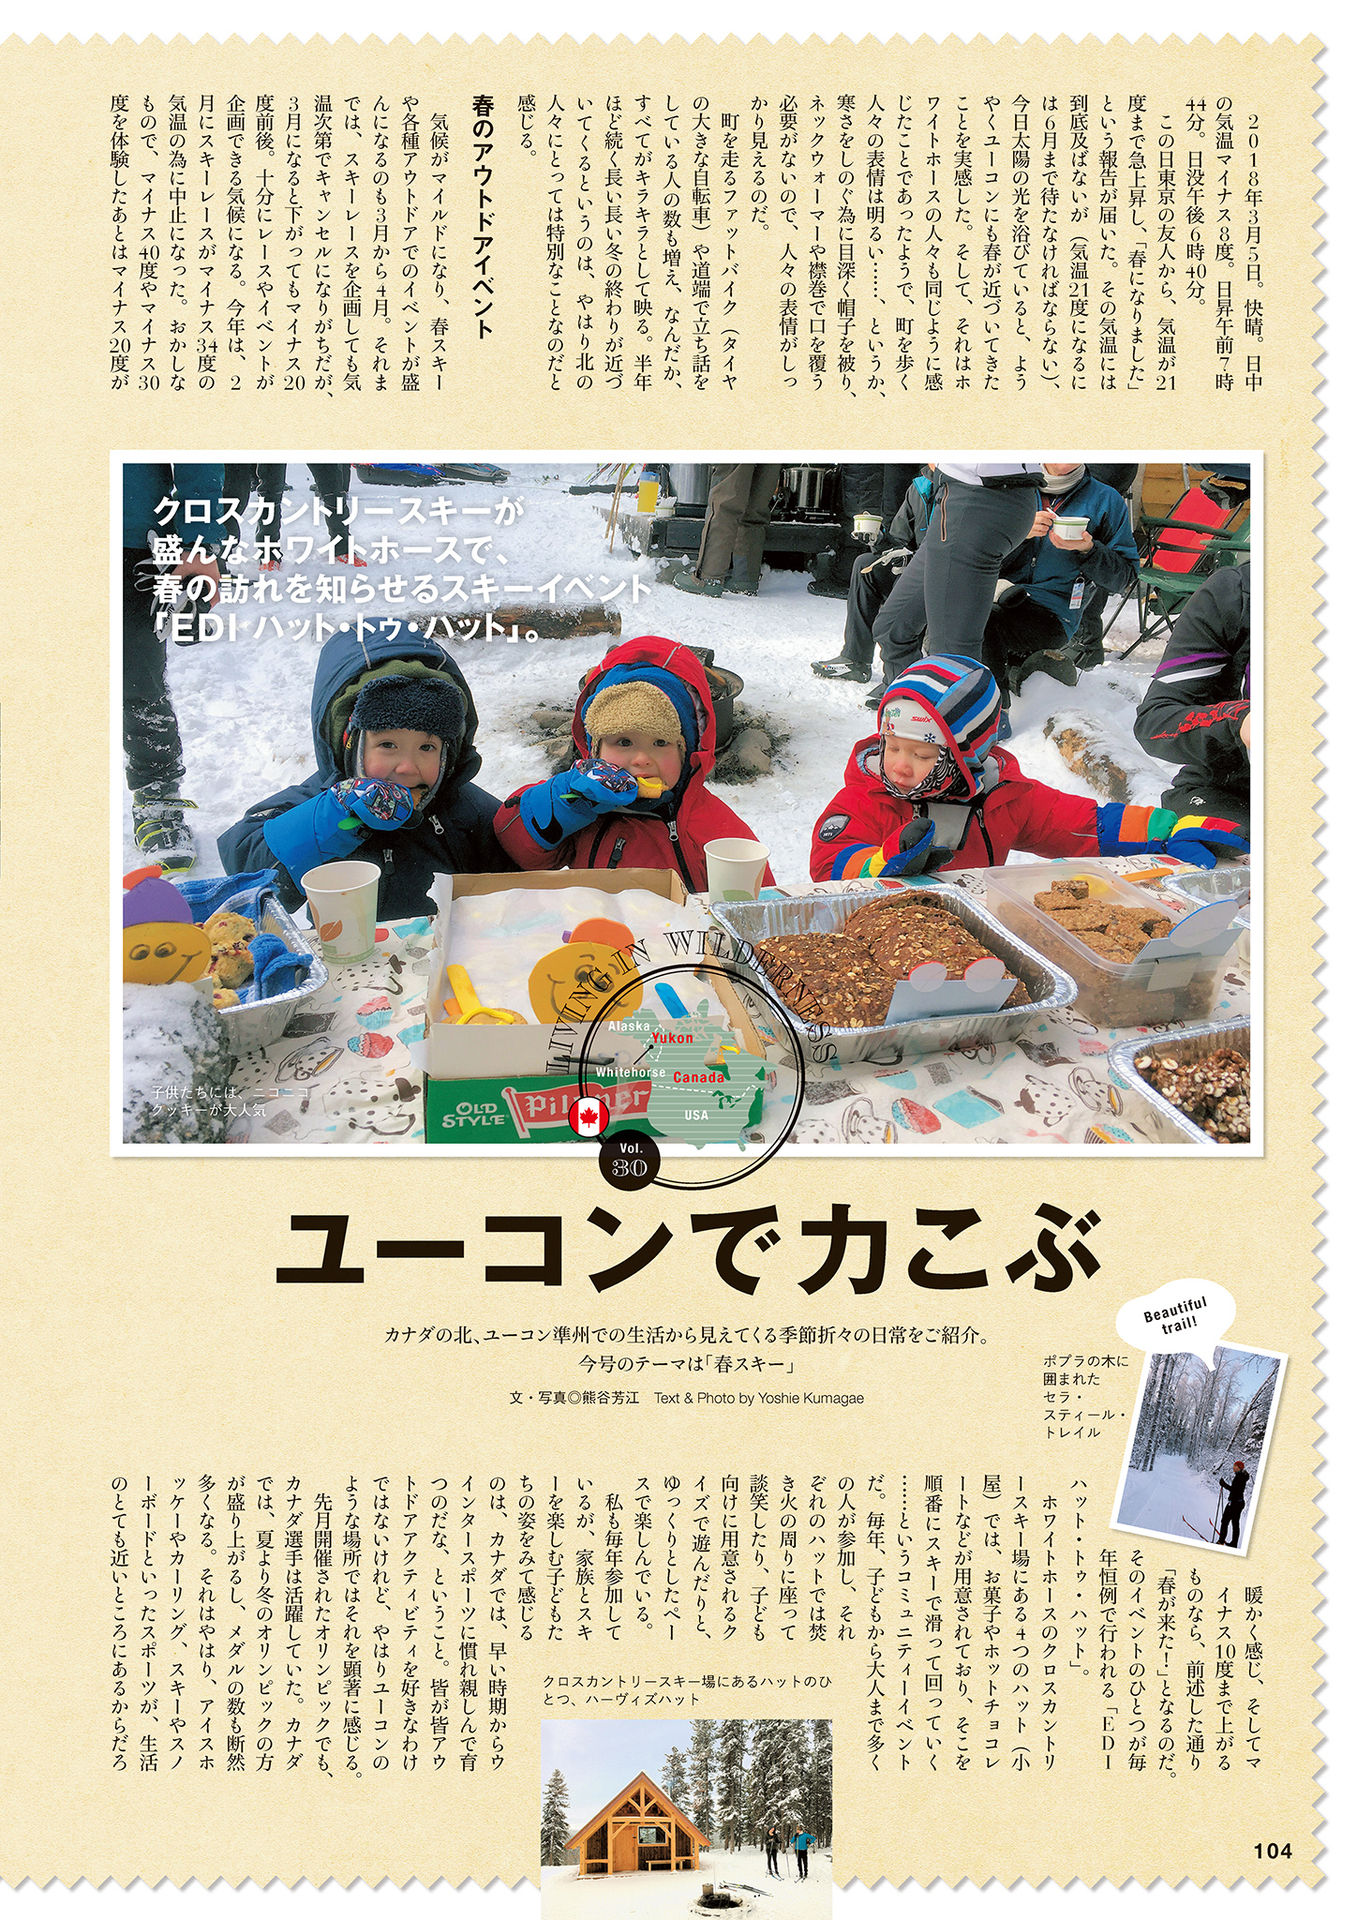 2018年3月5日。快晴。日中
の気温マイナス8度。日昇午前7時
44分。日没午後6時40分。
この日東京の友人から、気温が21
度まで急上昇し、「春になりました」
という報告が届いた。その気温には
到底及ばないが（気温21度になるに
は6月まで待たなければならない）、
今日太陽の光を浴びていると、よう
やくユーコンにも春が近づいてきた
ことを実感した。そして、それはホ
ワイトホースの人々も同じように感
じたことであったようで、町を歩く
人々の表情は明るい……、というか、
寒さをしのぐ為に目深く帽子を被り、
ネックウォーマーや襟巻で口を覆う
必要がないので、人々の表情がしっ
かり見えるのだ。
町を走るファットバイク（タイヤ
の大きな自転車）や道端で立ち話を
している人の数も増え、なんだか、
すべてがキラキラとして映る。半年
ほど続く長い長い冬の終わりが近づ
いてくるというのは、やはり北の
人々にとっては特別なことなのだと
感じる。
春のアウトドアイベント
気候がマイルドになり、春スキー
や各種アウトドアでのイベントが盛
んになるのも3月から4月。それま
では、スキーレースを企画しても気
温次第でキャンセルになりがちだが、
3月になると下がってもマイナス20
度前後。十分にレースやイベントが
企画できる気候になる。今年は、2
月にスキーレースがマイナス34度の
気温の為に中止になった。おかしな
もので、マイナス40度やマイナス30
度を体験したあとはマイナス20度が
クロスカントリースキーが
盛んなホワイトホースで、
春の訪れを知らせるスキーイベント
「EDI ハット・トゥ・ハット」。
swix
子供たちには、ニコニコ
クッキーが大人気
OLD
STYLE
Pilsner
LIVING IN WILDERNESS
Alaska
Yukon
Whitehorse
Canada
USA
Vol.
30
ユーコンで力こぶ
カナダの北、ユーコン準州での生活から見えてくる季節折々の日常をご紹介。
今号のテーマは「春スキー」
文・写真◎熊谷芳江 Text & Photo by Yoshie Kumagae
Beautiful
trail!
ポプラの木に
囲まれた
セラ・
スティール・
トレイル
暖かく感じ、そしてマ
イナス10度まで上がる
ものなら、前述した通り
「春が来た！」となるのだ。
そのイベントのひとつが毎
年恒例で行われる「EDI
ハット・トゥ・ハット」。
ホワイトホースのクロスカントリ
ースキー場にある4つのハット（小
屋）では、お菓子やホットチョコレ
ートなどが用意されており、そこを
順番にスキーで滑って回っていく
……というコミュニティーイベント
だ。毎年、子どもから大人まで多く
の人が参加し、それ
ぞれのハットでは焚
き火の周りに座って
談笑したり、子ども
向けに用意されるク
イズで遊んだりと、
ゆっくりとしたペー
スで楽しんでいる。
私も毎年参加して
いるが、家族とスキ
ーを楽しむ子どもた
ちの姿をみて感じる
のは、カナダでは、早い時期からウ
インタースポーツに慣れ親しんで育
つのだな、ということ。皆が皆アウ
トドアアクティビティを好きなわけ
ではないけれど、やはりユーコンの
ような場所ではそれを顕著に感じる。
先月開催されたオリンピックでも、
カナダ選手は活躍していた。カナダ
では、夏より冬のオリンピックの方
が盛り上がるし、メダルの数も断然
多くなる。それはやはり、アイスホ
ッケーやカーリング、スキーやスノ
ーボードといったスポーツが、生活
のとても近いところにあるからだろ
クロスカントリースキー場にあるハットのひ
とつ、ハーヴィズハット
104